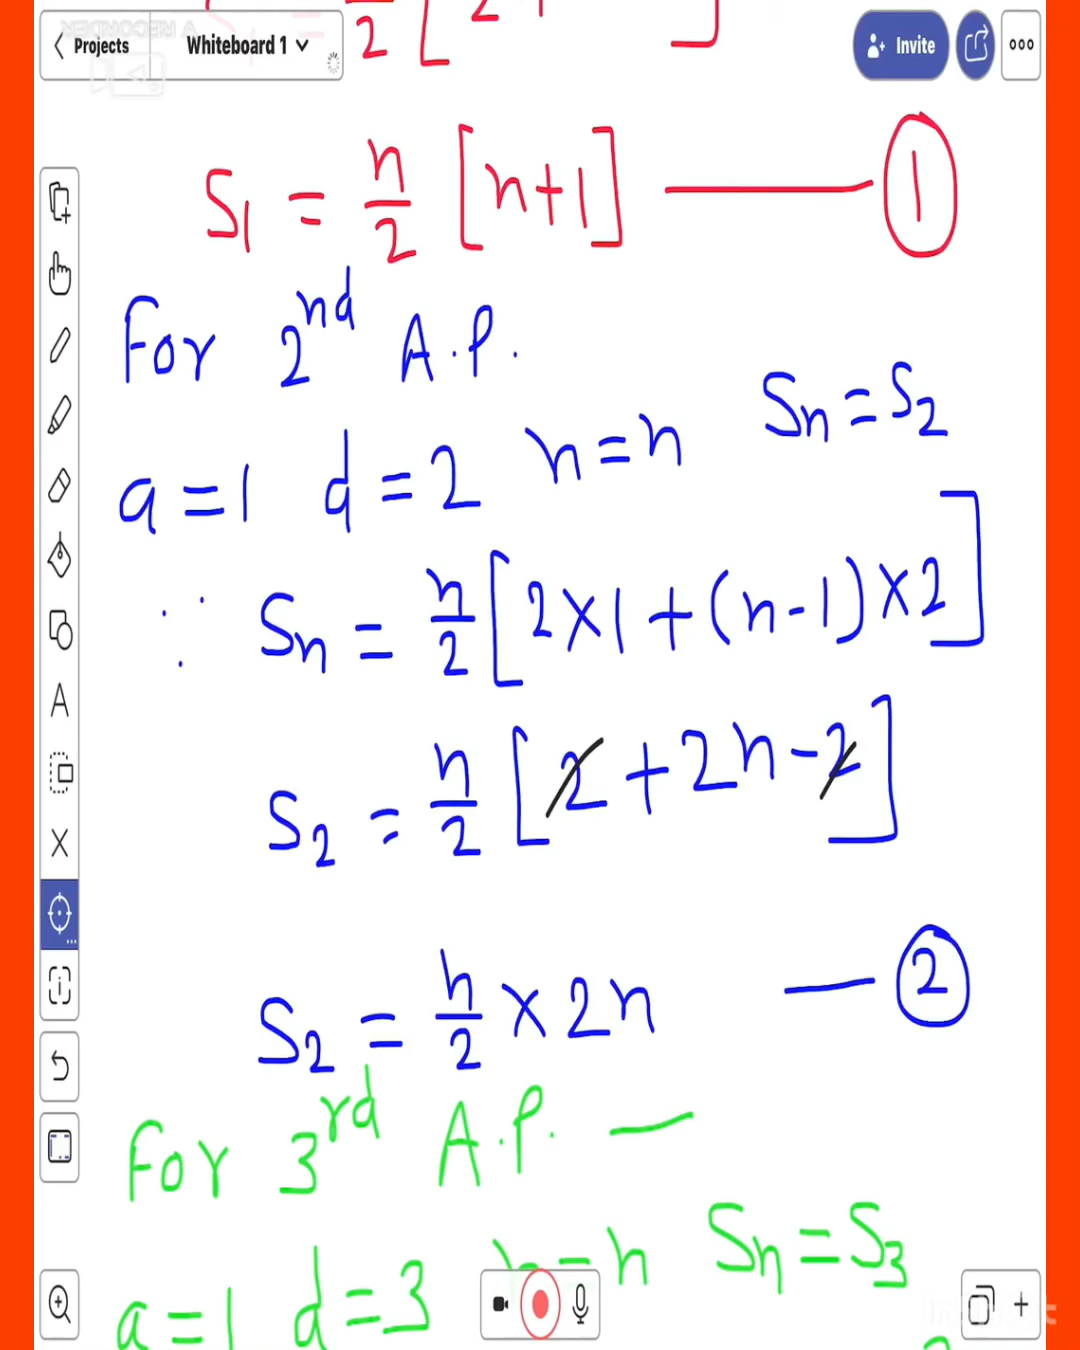 Projects Whiteboard 1 Invite
S₁ = n/2 [n+1] — ①
For 2nd A.P.
a=1 d=2 n=n Sn=S₂
∵ Sn = n/2 [2×1+(n-1)×2]
S₂ = n/2 [2+2n-2]
S₂ = n/2 × 2n — ②
For 3rd A.P. —
a=1 d=3 n=n Sn=S₃